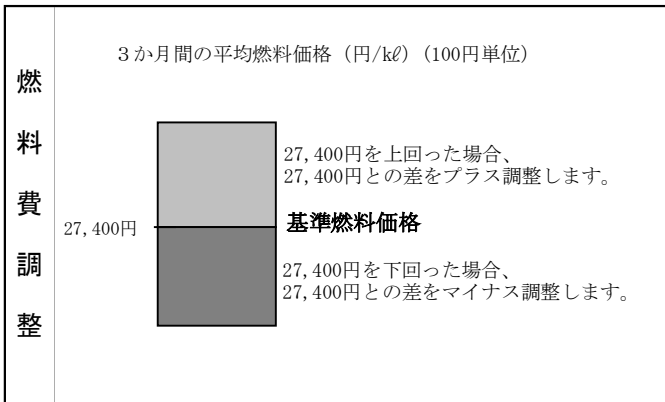 燃料費調整
3か月間の平均燃料価格（円/kℓ）(100円単位）
27,400円を上回った場合、
27,400円との差をプラス調整します。
27,400円
基準燃料価格
27,400円を下回った場合、
27,400円との差をマイナス調整します。